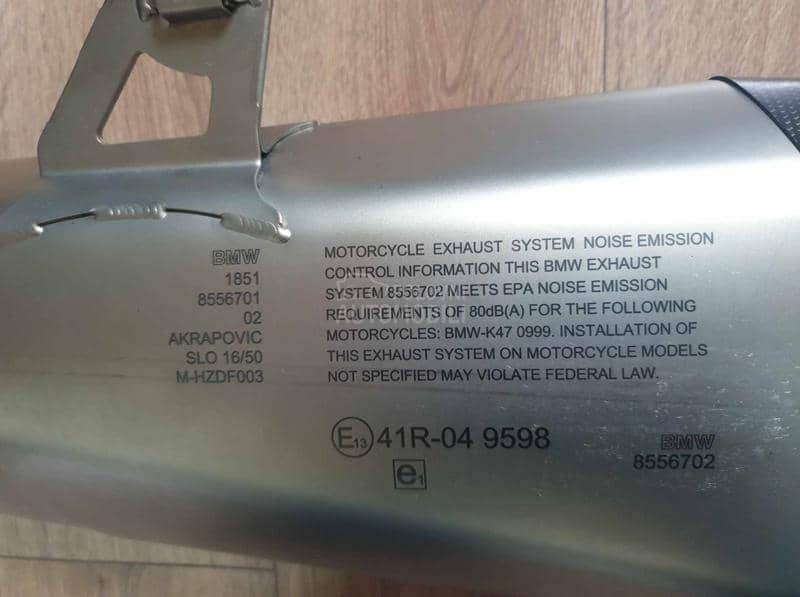 BMW
1851
8556701
02
AKRAPOVIC
SLO 16/50
M-HZDF003
MOTORCYCLE EXHAUST SYSTEM NOISE EMISSION
CONTROL INFORMATION THIS BMW EXHAUST
SYSTEM 8556702 MEETS EPA NOISE EMISSION
REQUIREMENTS OF 80dB(A) FOR THE FOLLOWING
MOTORCYCLES: BMW-K47 0999. INSTALLATION OF
THIS EXHAUST SYSTEM ON MOTORCYCLE MODELS
NOT SPECIFIED MAY VIOLATE FEDERAL LAW.
E13 41R-04 9598
e1
BMW
8556702
AUTOMOBILI